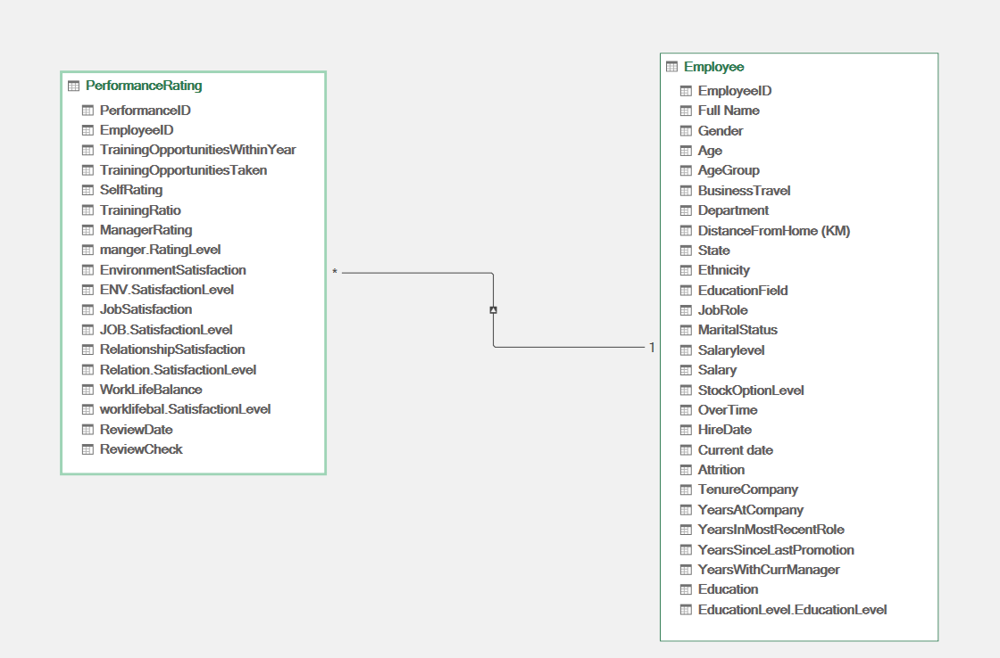 PerformanceRating
PerformanceID
EmployeeID
TrainingOpportunitiesWithinYear
TrainingOpportunitiesTaken
SelfRating
TrainingRatio
ManagerRating
manger.RatingLevel
EnvironmentSatisfaction
ENV.SatisfactionLevel
JobSatisfaction
JOB.SatisfactionLevel
RelationshipSatisfaction
Relation.SatisfactionLevel
WorkLifeBalance
worklifebal.SatisfactionLevel
ReviewDate
ReviewCheck
*
1
Employee
EmployeeID
Full Name
Gender
Age
AgeGroup
BusinessTravel
Department
DistanceFromHome (KM)
State
Ethnicity
EducationField
JobRole
MaritalStatus
Salarylevel
Salary
StockOptionLevel
OverTime
HireDate
Current date
Attrition
TenureCompany
YearsAtCompany
YearsInMostRecentRole
YearsSinceLastPromotion
YearsWithCurrManager
Education
EducationLevel.EducationLevel